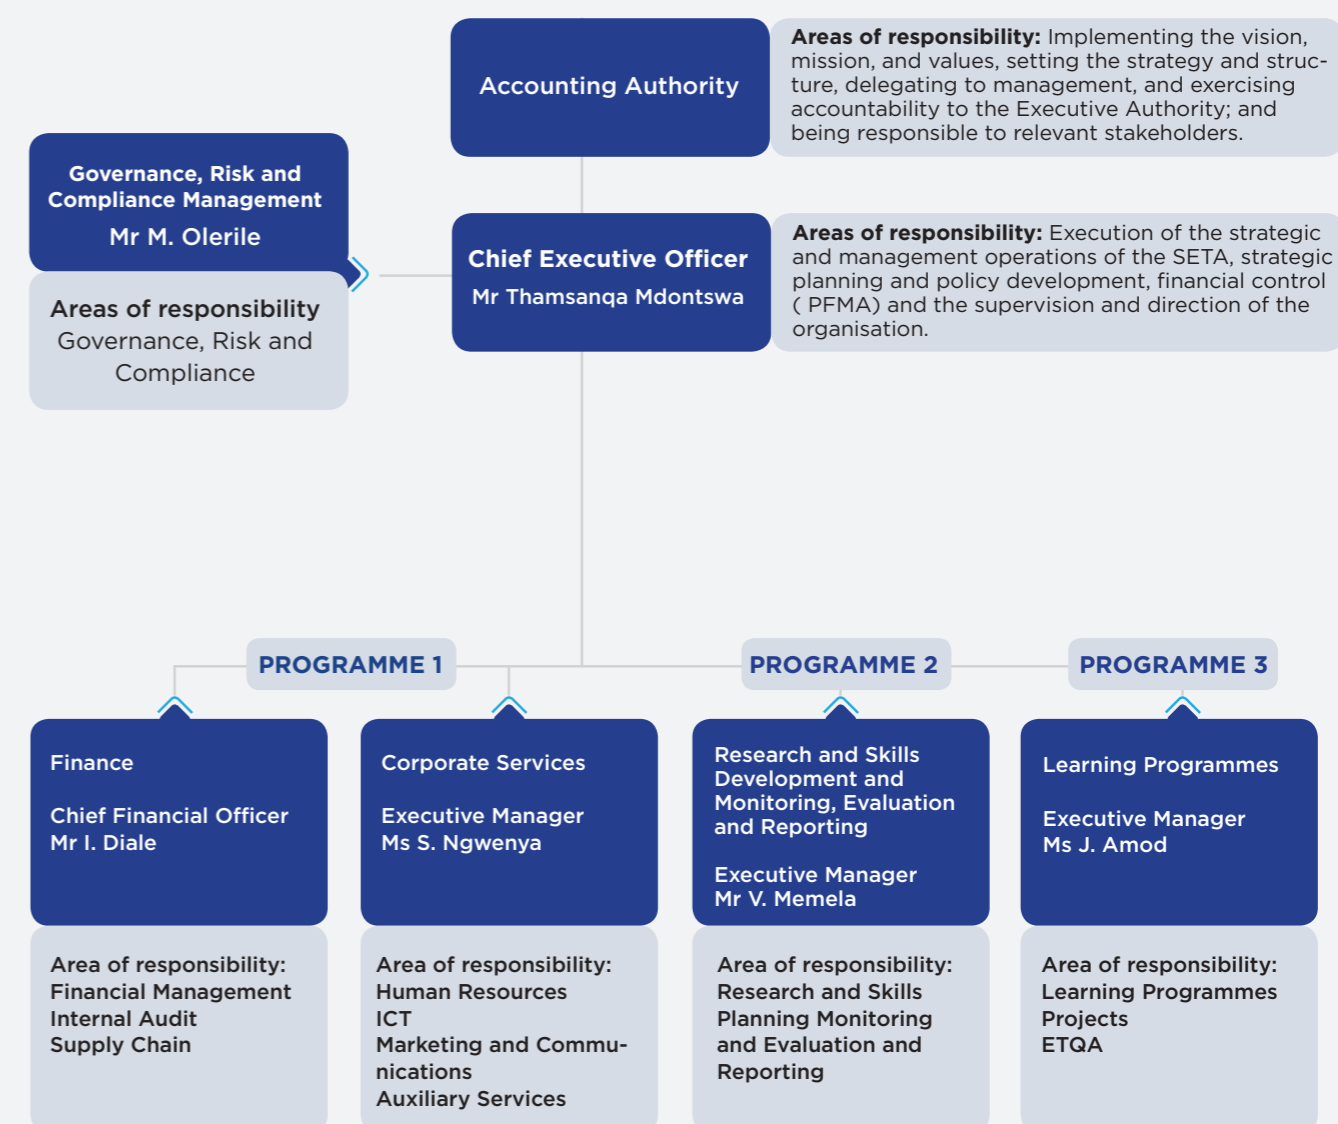 Accounting Authority
Areas of responsibility: Implementing the vision,
mission, and values, setting the strategy and struc-
ture, delegating to management, and exercising
accountability to the Executive Authority; and
being responsible to relevant stakeholders.
Governance, Risk and
Compliance Management
Mr M. Olerile
Areas of responsibility
Governance, Risk and
Compliance
Chief Executive Officer
Mr Thamsanqa Mdontswa
Areas of responsibility: Execution of the strategic
and management operations of the SETA, strategic
planning and policy development, financial control
( PFMA) and the supervision and direction of the
organisation.
PROGRAMME 1
PROGRAMME 2
PROGRAMME 3
Finance
Chief Financial Officer
Mr I. Diale
Area of responsibility:
Financial Management
Internal Audit
Supply Chain
Corporate Services
Executive Manager
Ms S. Ngwenya
Area of responsibility:
Human Resources
ICT
Marketing and Commu-
nications
Auxiliary Services
Research and Skills
Development and
Monitoring, Evaluation
and Reporting
Executive Manager
Mr V. Memela
Area of responsibility:
Research and Skills
Planning Monitoring
and Evaluation and
Reporting
Learning Programmes
Executive Manager
Ms J. Amod
Area of responsibility:
Learning Programmes
Projects
ETQA